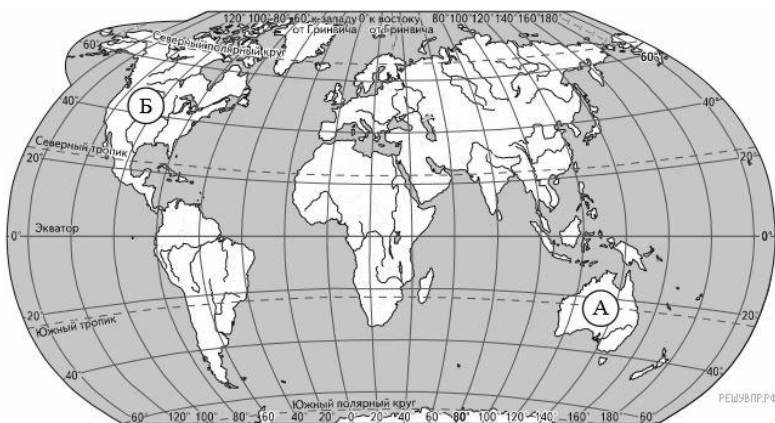 120° 100° 80° 60° к западу 0° к востоку 80° 100°120°140°160°180°
от Гринвича от Гринвича
Северный полярный круг
60° 60°
40° 40°
Б
Северный тропик
20° 20°
Экватор
0° 0°
А
20° 20°
Южный тропик
40° 40°
РЕШУВПР.РФ
Южный полярный круг
60° 120° 100° 80° 60° 40° 20° 0° 20° 40° 60° 80° 100° 120° 140° 160° 180° 60°